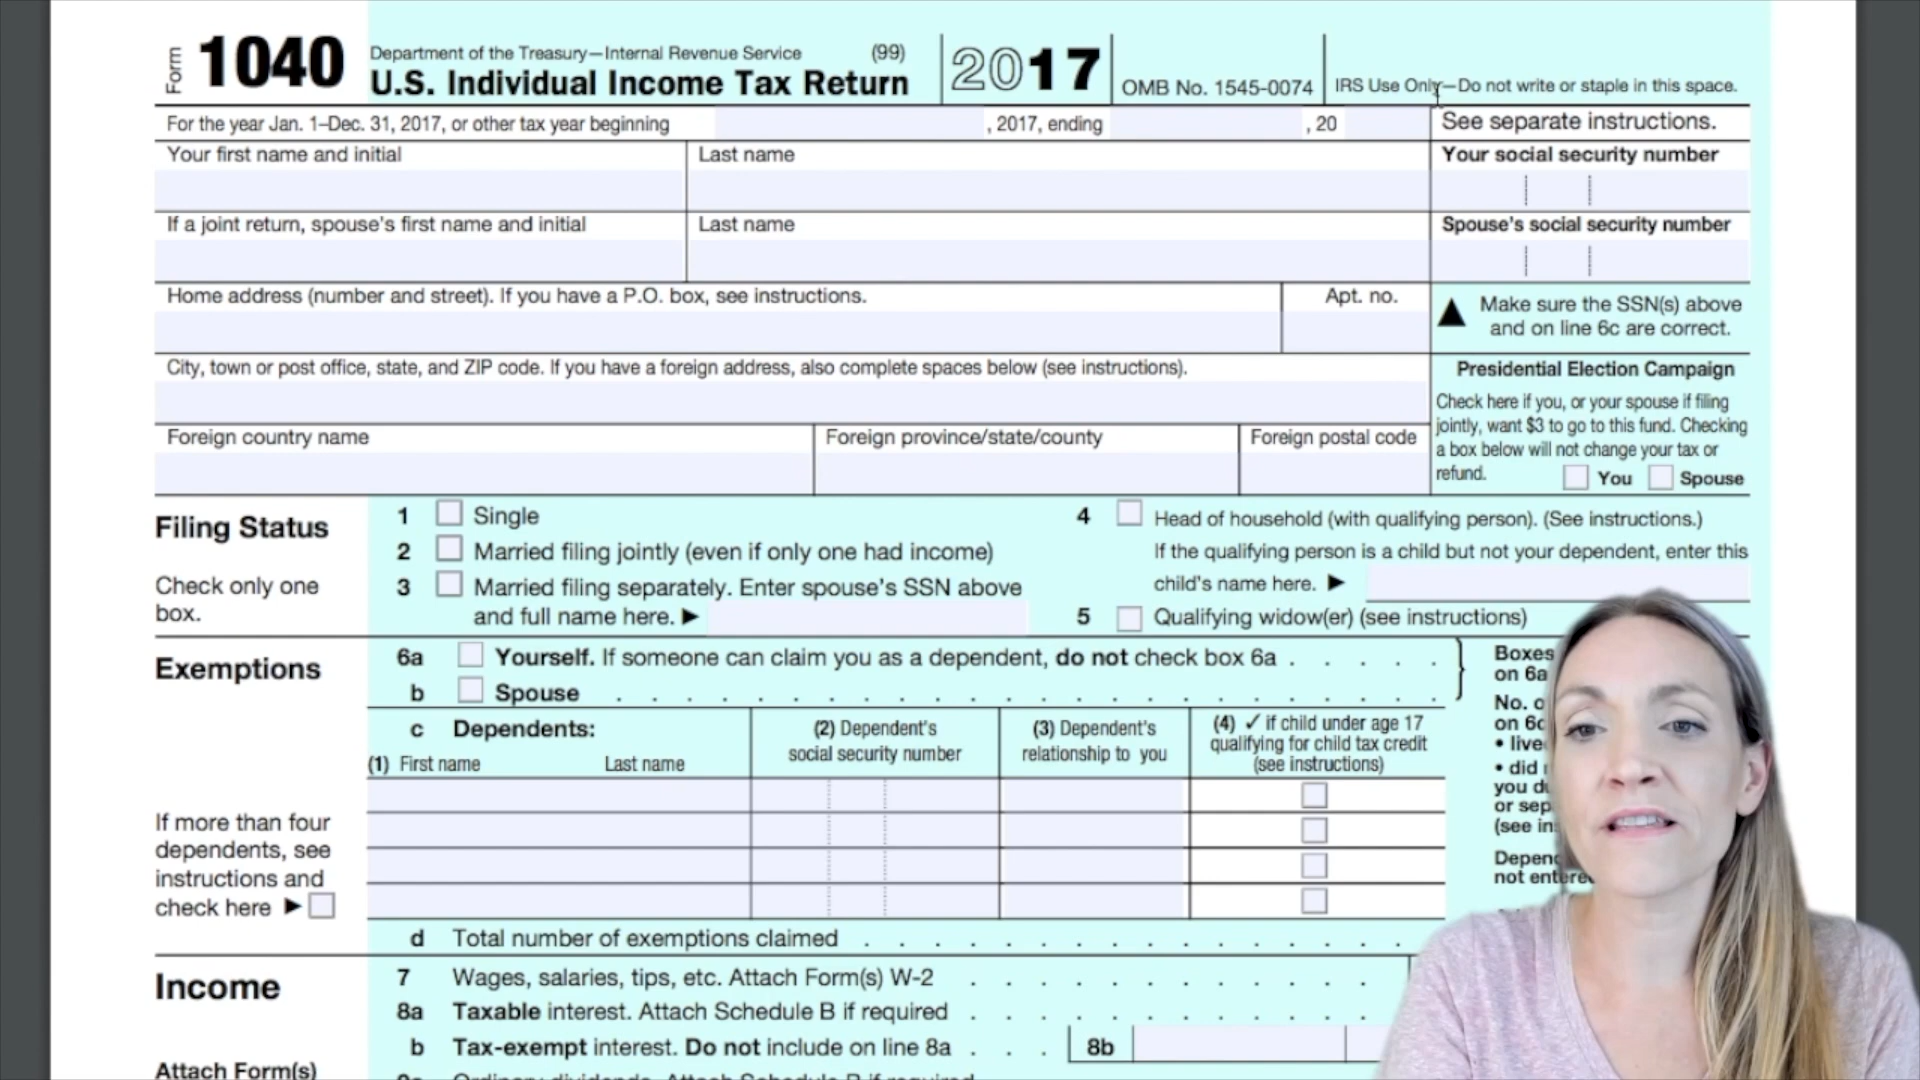 Form 1040 Department of the Treasury—Internal Revenue Service (99)
U.S. Individual Income Tax Return
2017
OMB No. 1545-0074
IRS Use Only—Do not write or staple in this space.
For the year Jan. 1–Dec. 31, 2017, or other tax year beginning , 2017, ending , 20
See separate instructions.
Your first name and initial
Last name
Your social security number
If a joint return, spouse's first name and initial
Last name
Spouse's social security number
Home address (number and street). If you have a P.O. box, see instructions.
Apt. no.
▲ Make sure the SSN(s) above
and on line 6c are correct.
City, town or post office, state, and ZIP code. If you have a foreign address, also complete spaces below (see instructions).
Presidential Election Campaign
Check here if you, or your spouse if filing
jointly, want $3 to go to this fund. Checking
a box below will not change your tax or
refund. You Spouse
Foreign country name
Foreign province/state/county
Foreign postal code
Filing Status
Check only one
box.
1 Single
2 Married filing jointly (even if only one had income)
3 Married filing separately. Enter spouse's SSN above
and full name here. ▶
4 Head of household (with qualifying person). (See instructions.)
If the qualifying person is a child but not your dependent, enter this
child's name here. ▶
5 Qualifying widow(er) (see instructions)
Exemptions
6a Yourself. If someone can claim you as a dependent, do not check box 6a . . . . .
b Spouse
c Dependents:
(1) First name Last name
(2) Dependent's
social security number
(3) Dependent's
relationship to you
(4) ✓ if child under age 17
qualifying for child tax credit
(see instructions)
Boxes
on 6a
No.
on 6c
•
• did
or
(see
not
If more than four
dependents, see
instructions and
check here ▶
d Total number of exemptions claimed
Income
7 Wages, salaries, tips, etc. Attach Form(s) W-2
8a Taxable interest. Attach Schedule B if required
b Tax-exempt interest. Do not include on line 8a . . . 8b
Attach Form(s)
Ordinary dividends. Attach Schedule B if required